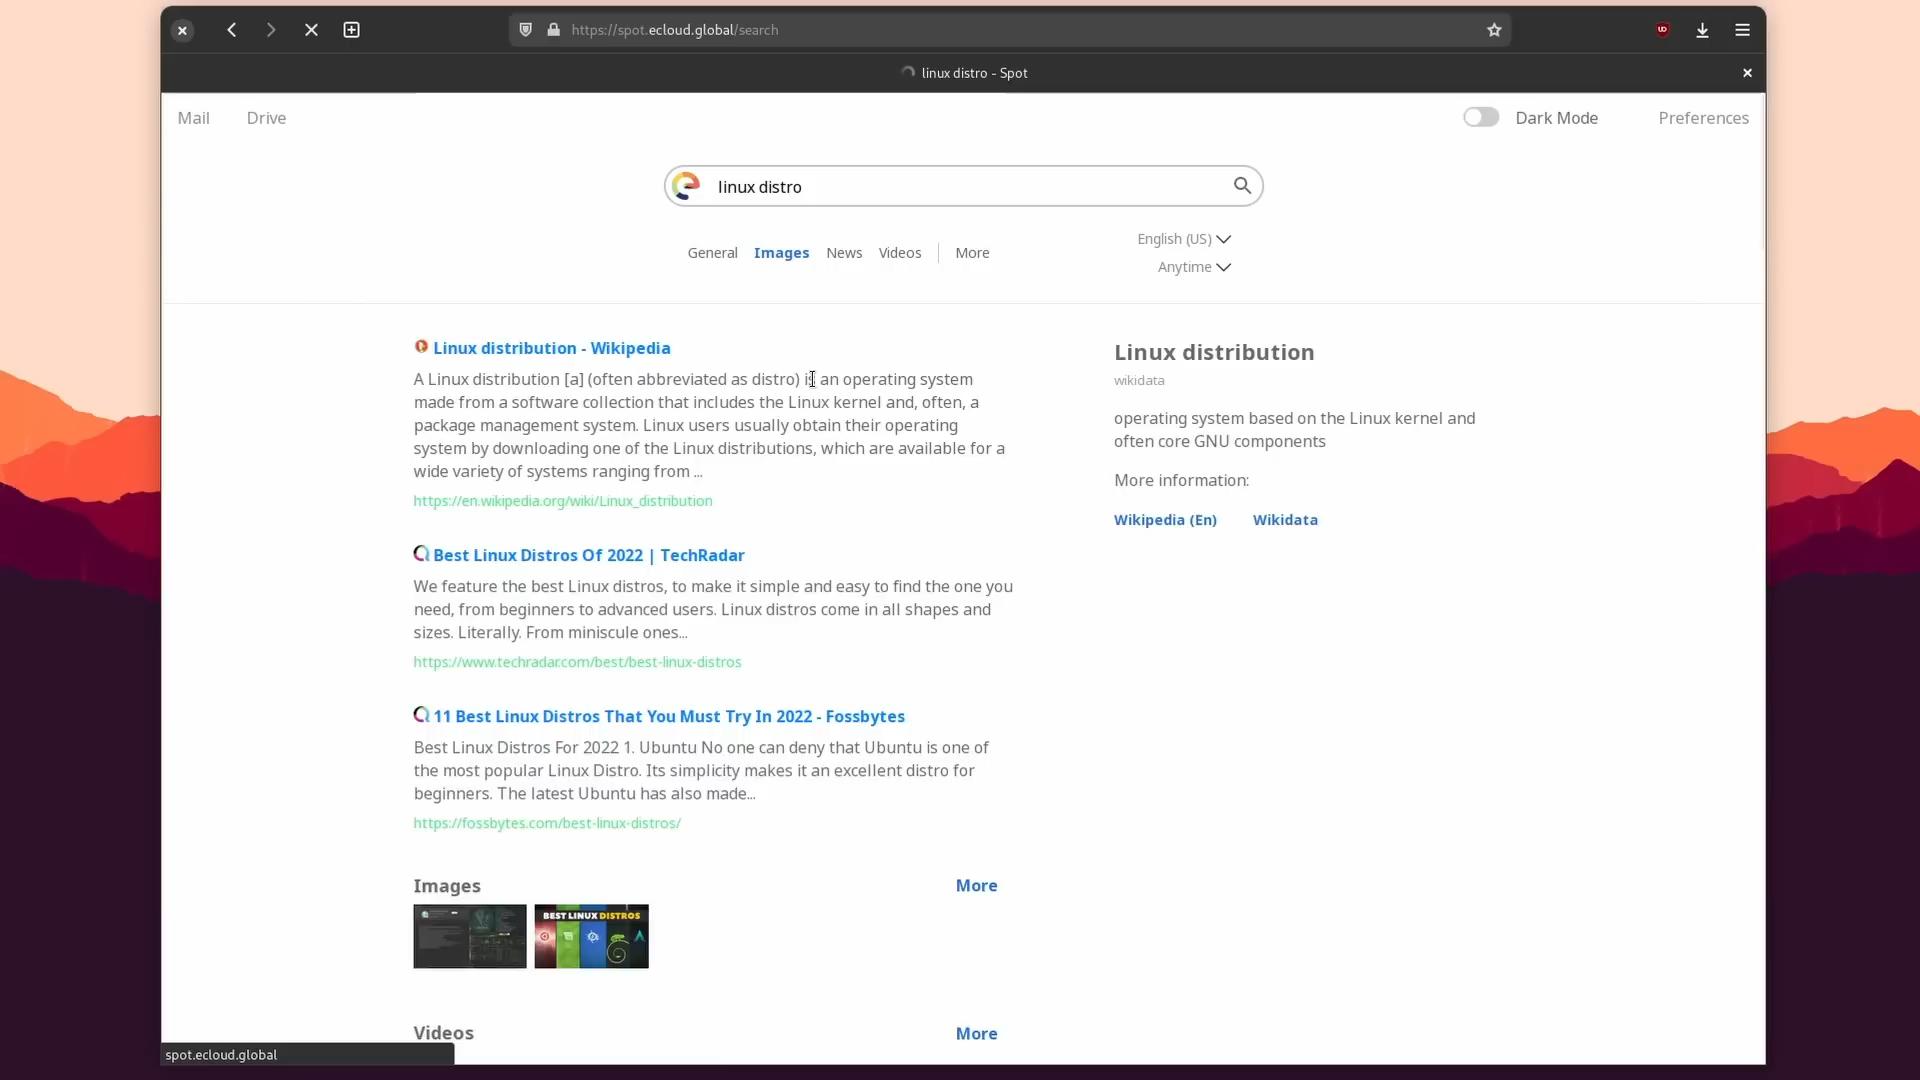 https://spot.ecloud.global/search
linux distro - Spot
Mail Drive Dark Mode Preferences
linux distro
General Images News Videos More
English (US)
Anytime
Linux distribution - Wikipedia
A Linux distribution [a] (often abbreviated as distro) is an operating system
made from a software collection that includes the Linux kernel and, often, a
package management system. Linux users usually obtain their operating
system by downloading one of the Linux distributions, which are available for a
wide variety of systems ranging from ...
https://en.wikipedia.org/wiki/Linux_distribution
Best Linux Distros Of 2022 | TechRadar
We feature the best Linux distros, to make it simple and easy to find the one you
need, from beginners to advanced users. Linux distros come in all shapes and
sizes. Literally. From miniscule ones...
https://www.techradar.com/best/best-linux-distros
11 Best Linux Distros That You Must Try In 2022 - Fossbytes
Best Linux Distros For 2022 1. Ubuntu No one can deny that Ubuntu is one of
the most popular Linux Distro. Its simplicity makes it an excellent distro for
beginners. The latest Ubuntu has also made...
https://fossbytes.com/best-linux-distros/
Images More
BEST LINUX DISTROS
Videos More
Linux distribution
wikidata
operating system based on the Linux kernel and
often core GNU components
More information:
Wikipedia (En) Wikidata
spot.ecloud.global